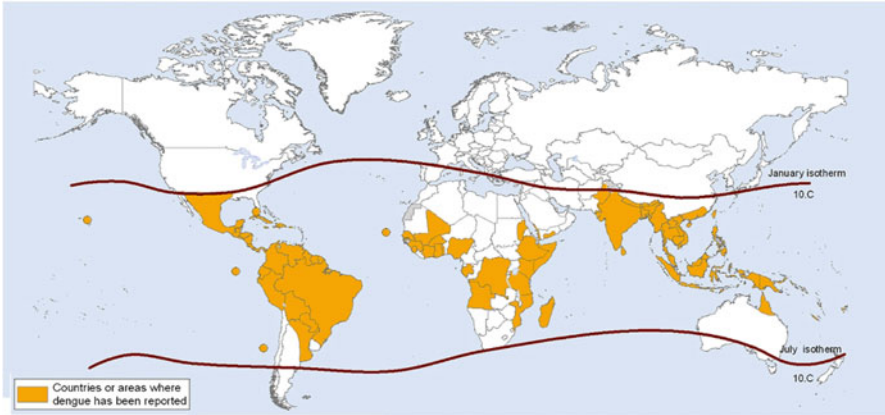 January isotherm
10.C
July isotherm
10.C
Countries or areas where
dengue has been reported